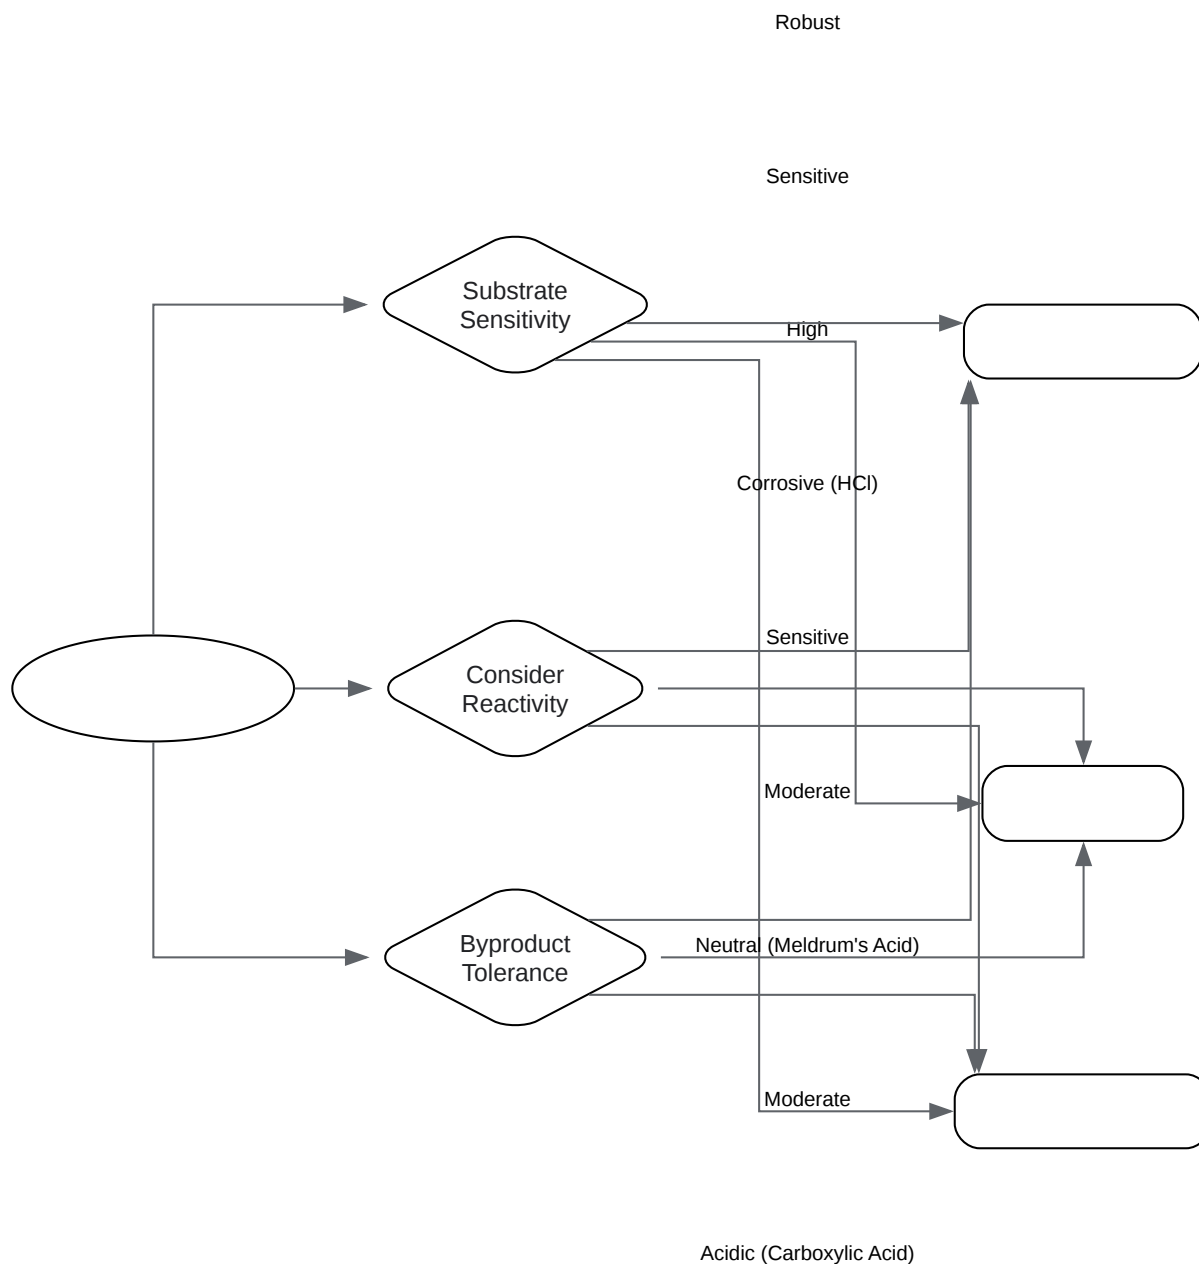 Robust
Sensitive
Substrate
Sensitivity
High
Corrosive (HCl)
Sensitive
Consider
Reactivity
Moderate
Byproduct
Tolerance
Neutral (Meldrum's Acid)
Moderate
Acidic (Carboxylic Acid)